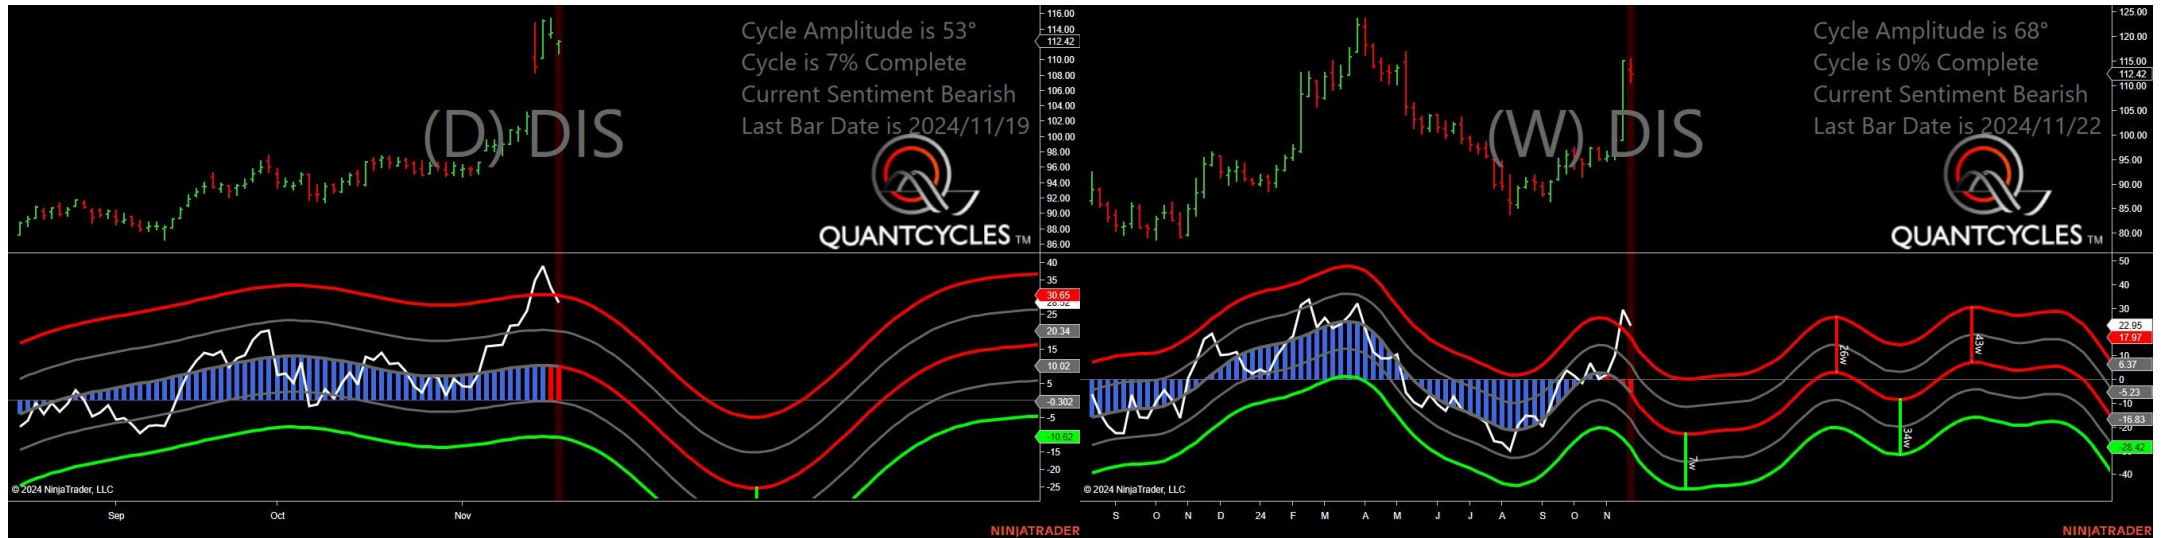 Cycle Amplitude is 53°
Cycle is 7% Complete
Current Sentiment Bearish
Last Bar Date is 2024/11/19
(D) DIS
QUANTCYCLES TM
116.00
114.00
112.42
110.00
108.00
106.00
104.00
102.00
100.00
98.00
96.00
94.00
92.00
90.00
88.00
86.00
40
35
30.65
25
20.34
15
10.02
5
-0.302
-5
-10.62
-15
-20
-25
© 2024 NinjaTrader, LLC
Sep Oct Nov
NINJATRADER
Cycle Amplitude is 68°
Cycle is 0% Complete
Current Sentiment Bearish
Last Bar Date is 2024/11/22
(W) DIS
QUANTCYCLES TM
125.00
120.00
115.00
112.42
105.00
100.00
95.00
90.00
85.00
80.00
50
40
30
22.95
17.97
10
6.37
0
-5.23
-10
-16.83
-20
-28.42
-40
7w
26w
34w
43w
© 2024 NinjaTrader, LLC
S O N D 24 F M A M J J A S O N
NINJATRADER